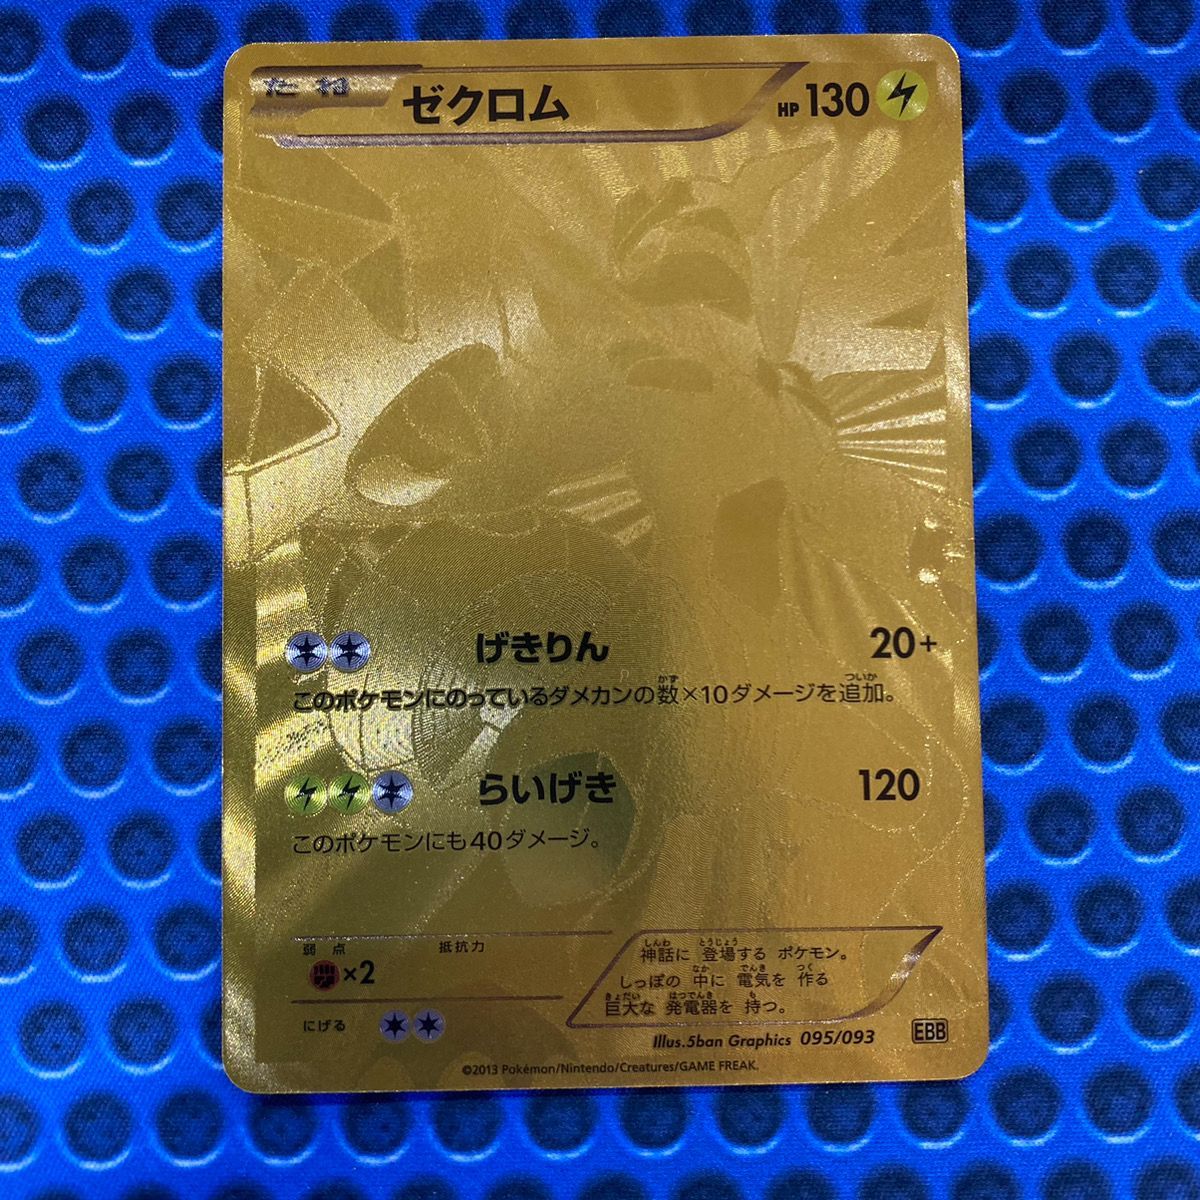 たね ゼクロム HP130
げきりん 20+
このポケモンにのっているダメカンの数×10ダメージを追加。
らいげき 120
このポケモンにも40ダメージ。
弱点 抵抗力
×2
にげる
神話に 登場する ポケモン。
しっぽの 中に 電気を 作る
巨大な 発電器を 持つ。
Illus.5ban Graphics 095/093 EBB
©2013 Pokémon/Nintendo/Creatures/GAME FREAK.